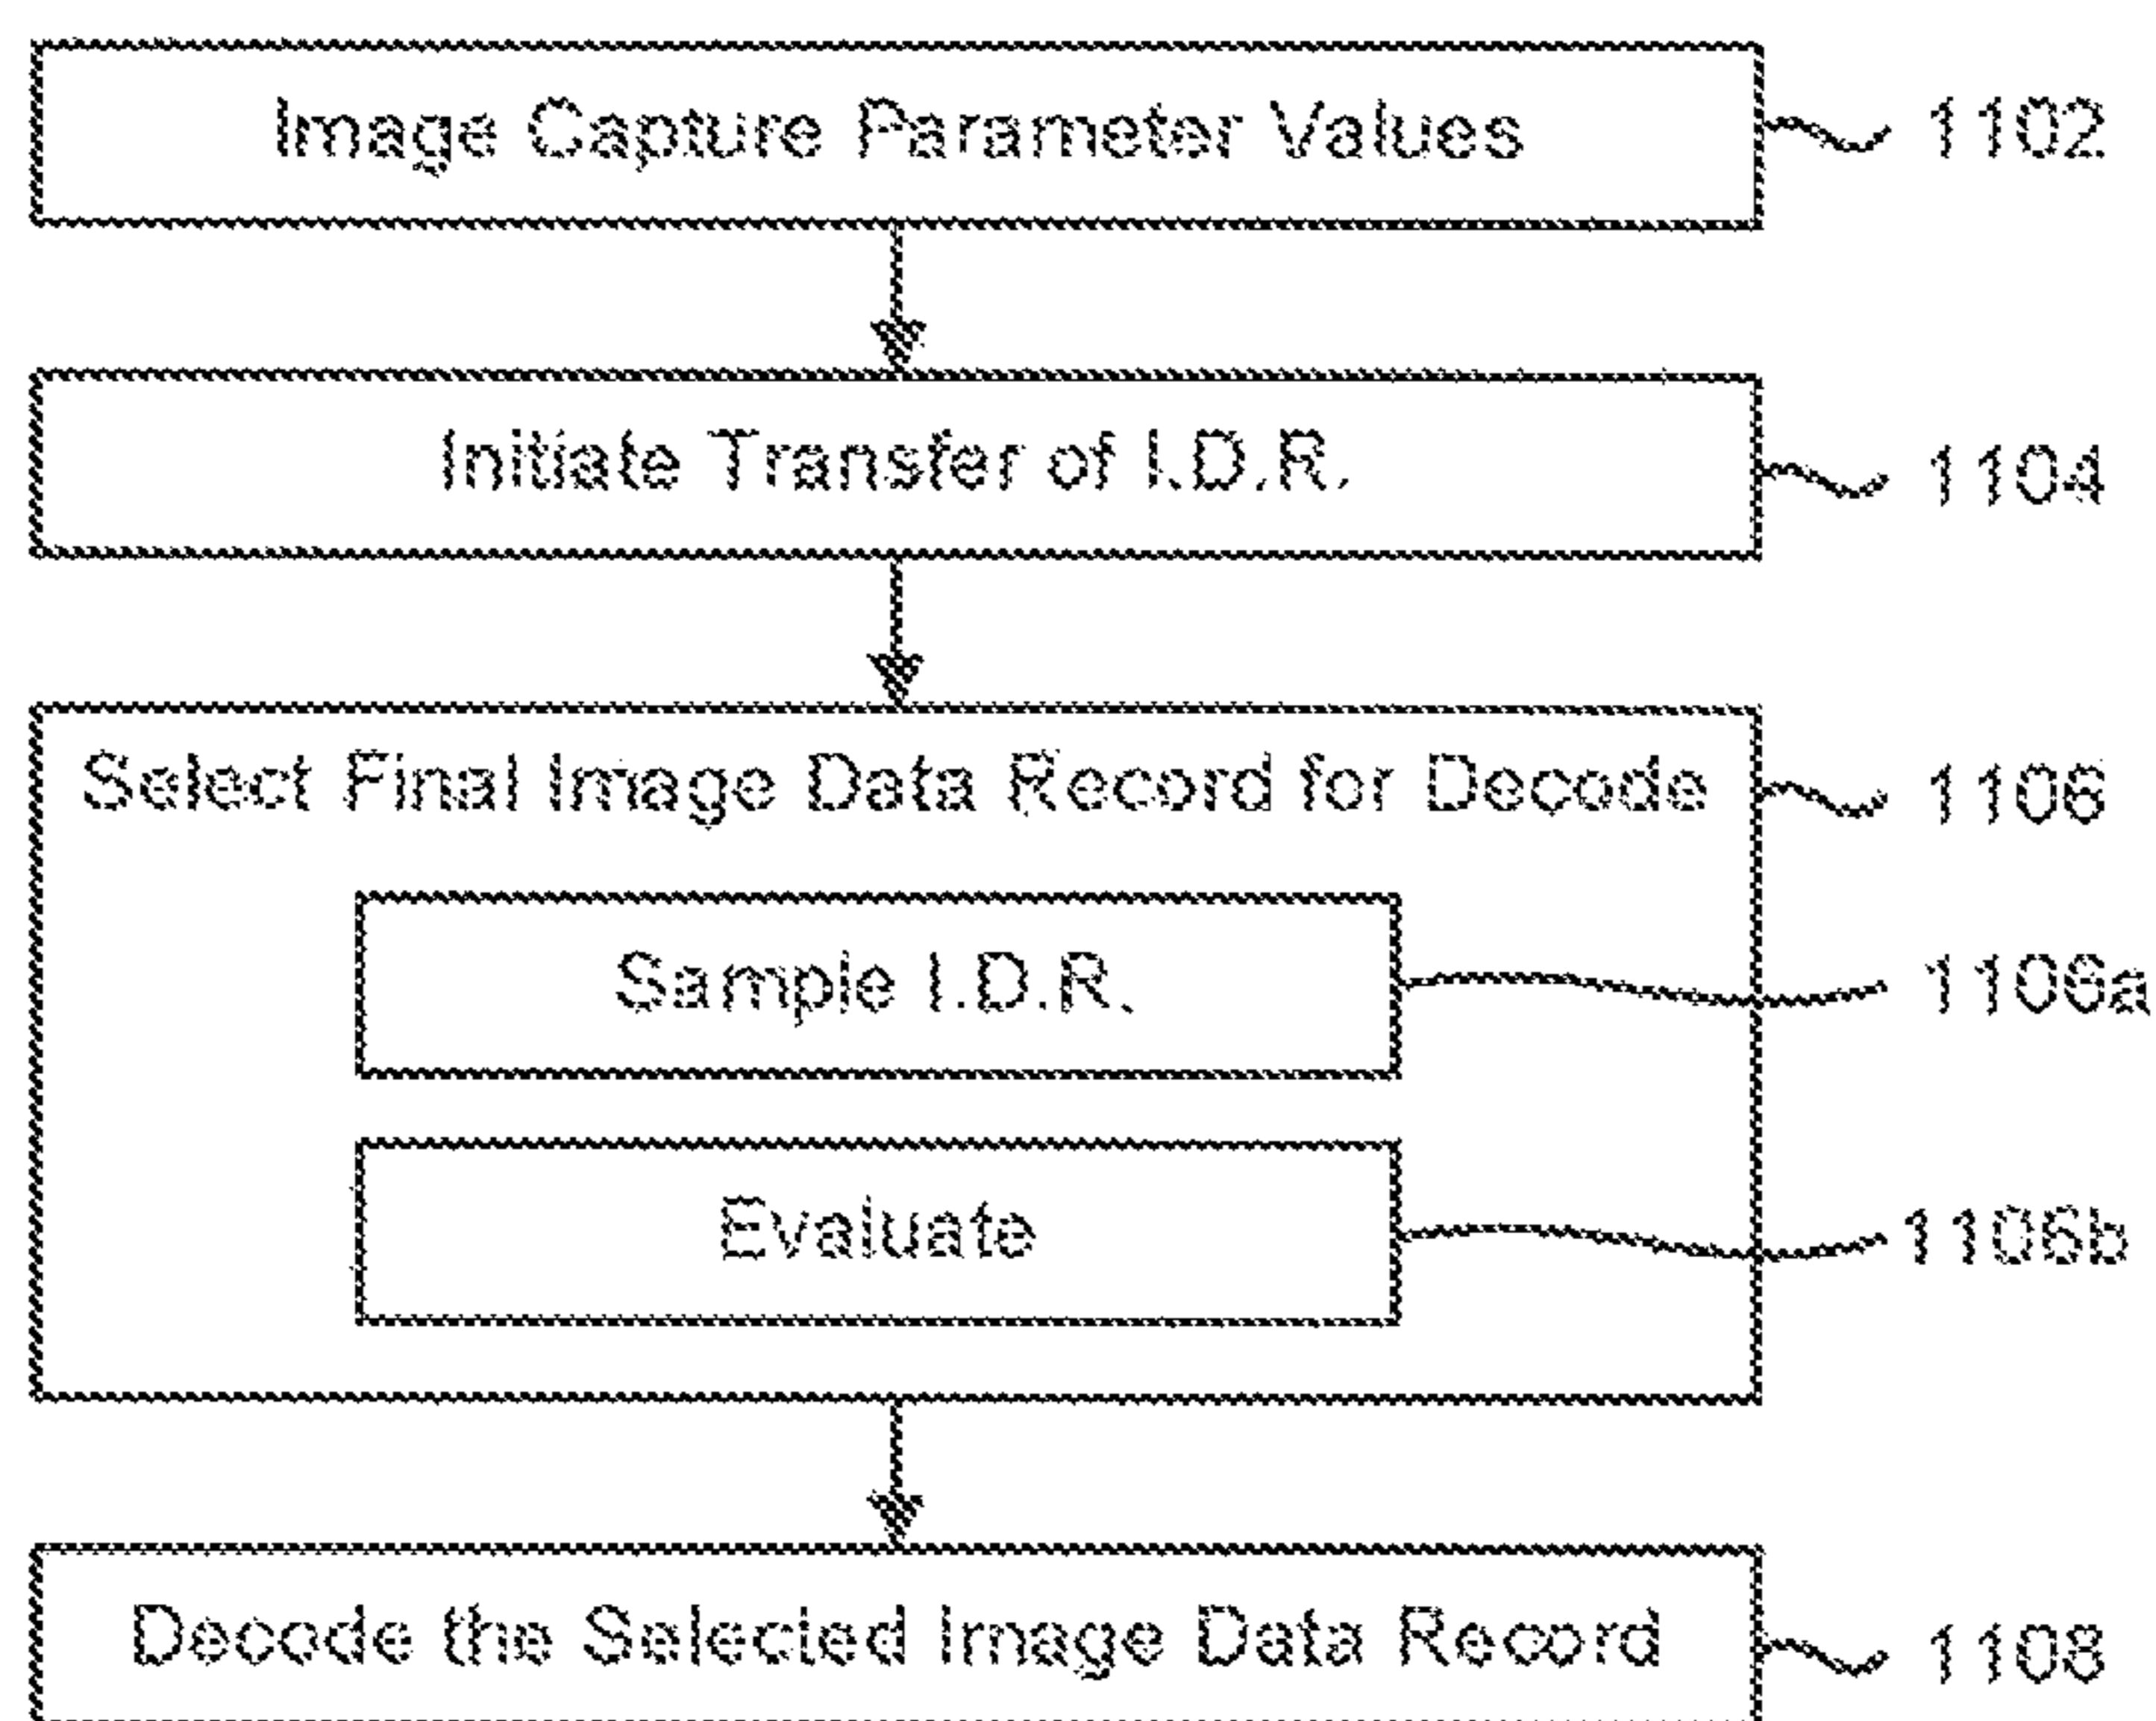 Image Capture Parameter Values 1102
Initiate Transfer of I.D.R. 1104
Select Final Image Data Record for Decode 1106
Sample I.D.R. 1106a
Evaluate 1106b
Decode the Selected Image Data Record 1108